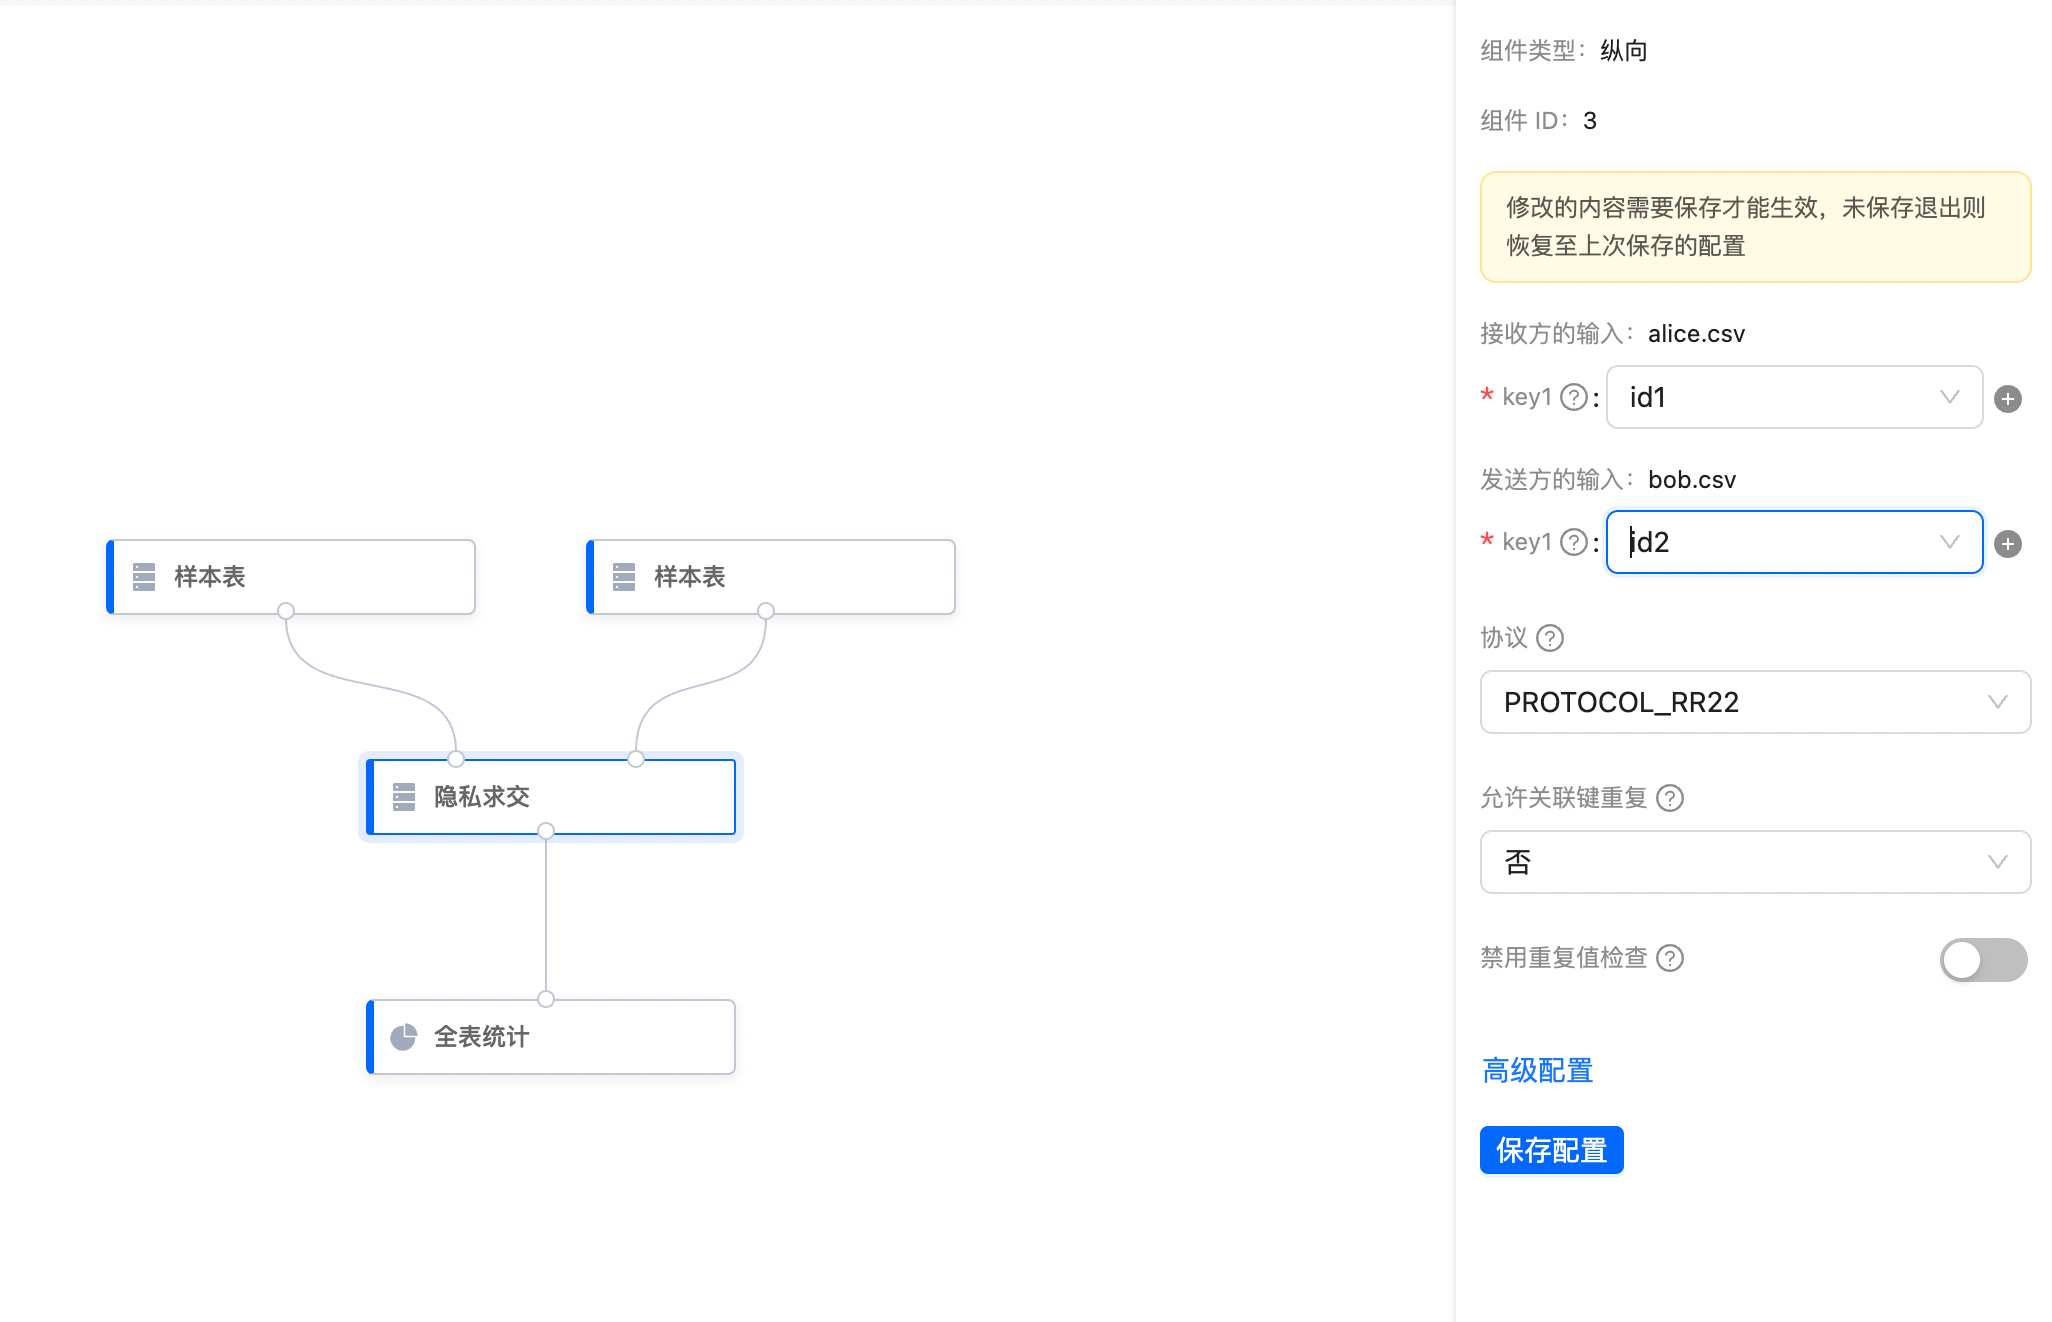 样本表
样本表
隐私求交
全表统计
组件类型：纵向
组件 ID：3
修改的内容需要保存才能生效，未保存退出则
恢复至上次保存的配置
接收方的输入：alice.csv
* key1 ? : id1
发送方的输入：bob.csv
* key1 ? : id2
协议 ?
PROTOCOL_RR22
允许关联键重复 ?
否
禁用重复值检查 ?
高级配置
保存配置